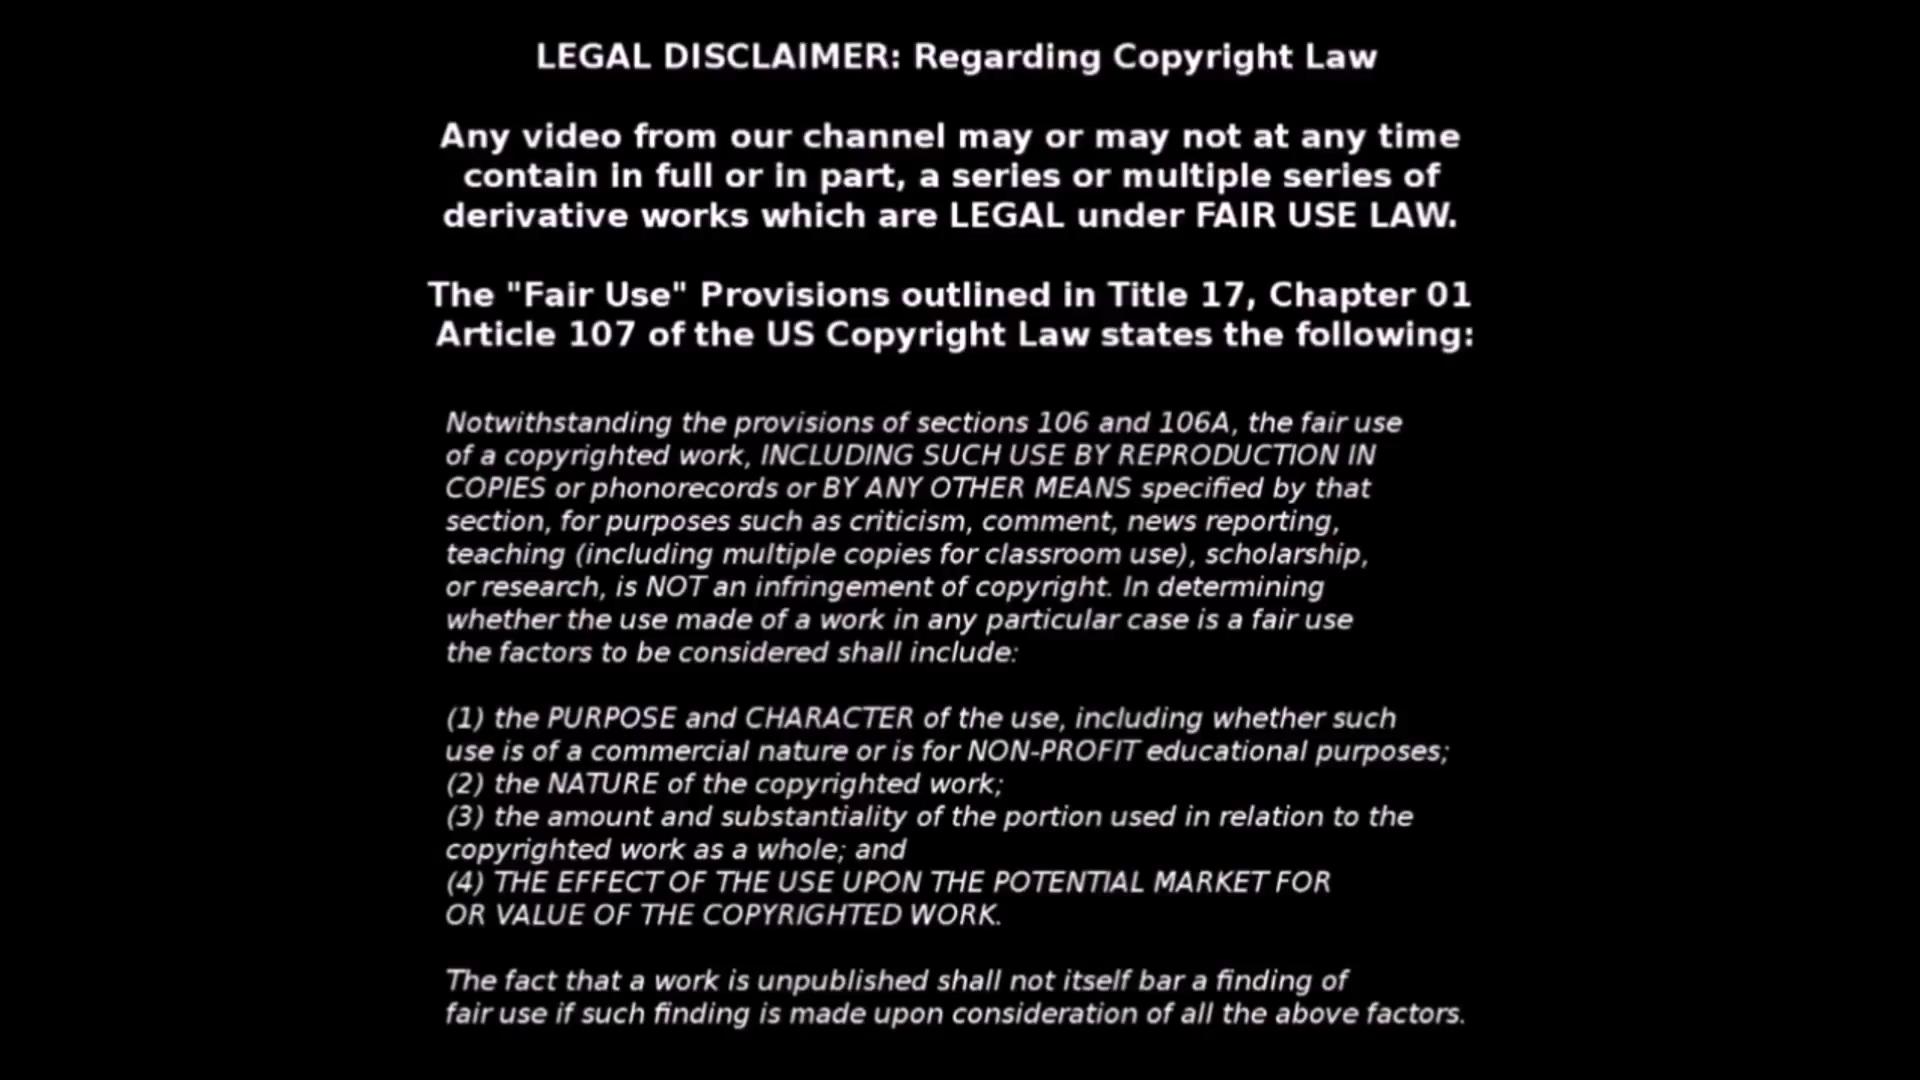 LEGAL DISCLAIMER: Regarding Copyright Law
Any video from our channel may or may not at any time
contain in full or in part, a series or multiple series of
derivative works which are LEGAL under FAIR USE LAW.
The "Fair Use" Provisions outlined in Title 17, Chapter 01
Article 107 of the US Copyright Law states the following:
Notwithstanding the provisions of sections 106 and 106A, the fair use
of a copyrighted work, INCLUDING SUCH USE BY REPRODUCTION IN
COPIES or phonorecords or BY ANY OTHER MEANS specified by that
section, for purposes such as criticism, comment, news reporting,
teaching (including multiple copies for classroom use), scholarship,
or research, is NOT an infringement of copyright. In determining
whether the use made of a work in any particular case is a fair use
the factors to be considered shall include:
(1) the PURPOSE and CHARACTER of the use, including whether such
use is of a commercial nature or is for NON-PROFIT educational purposes;
(2) the NATURE of the copyrighted work;
(3) the amount and substantiality of the portion used in relation to the
copyrighted work as a whole; and
(4) THE EFFECT OF THE USE UPON THE POTENTIAL MARKET FOR
OR VALUE OF THE COPYRIGHTED WORK.
The fact that a work is unpublished shall not itself bar a finding of
fair use if such finding is made upon consideration of all the above factors.